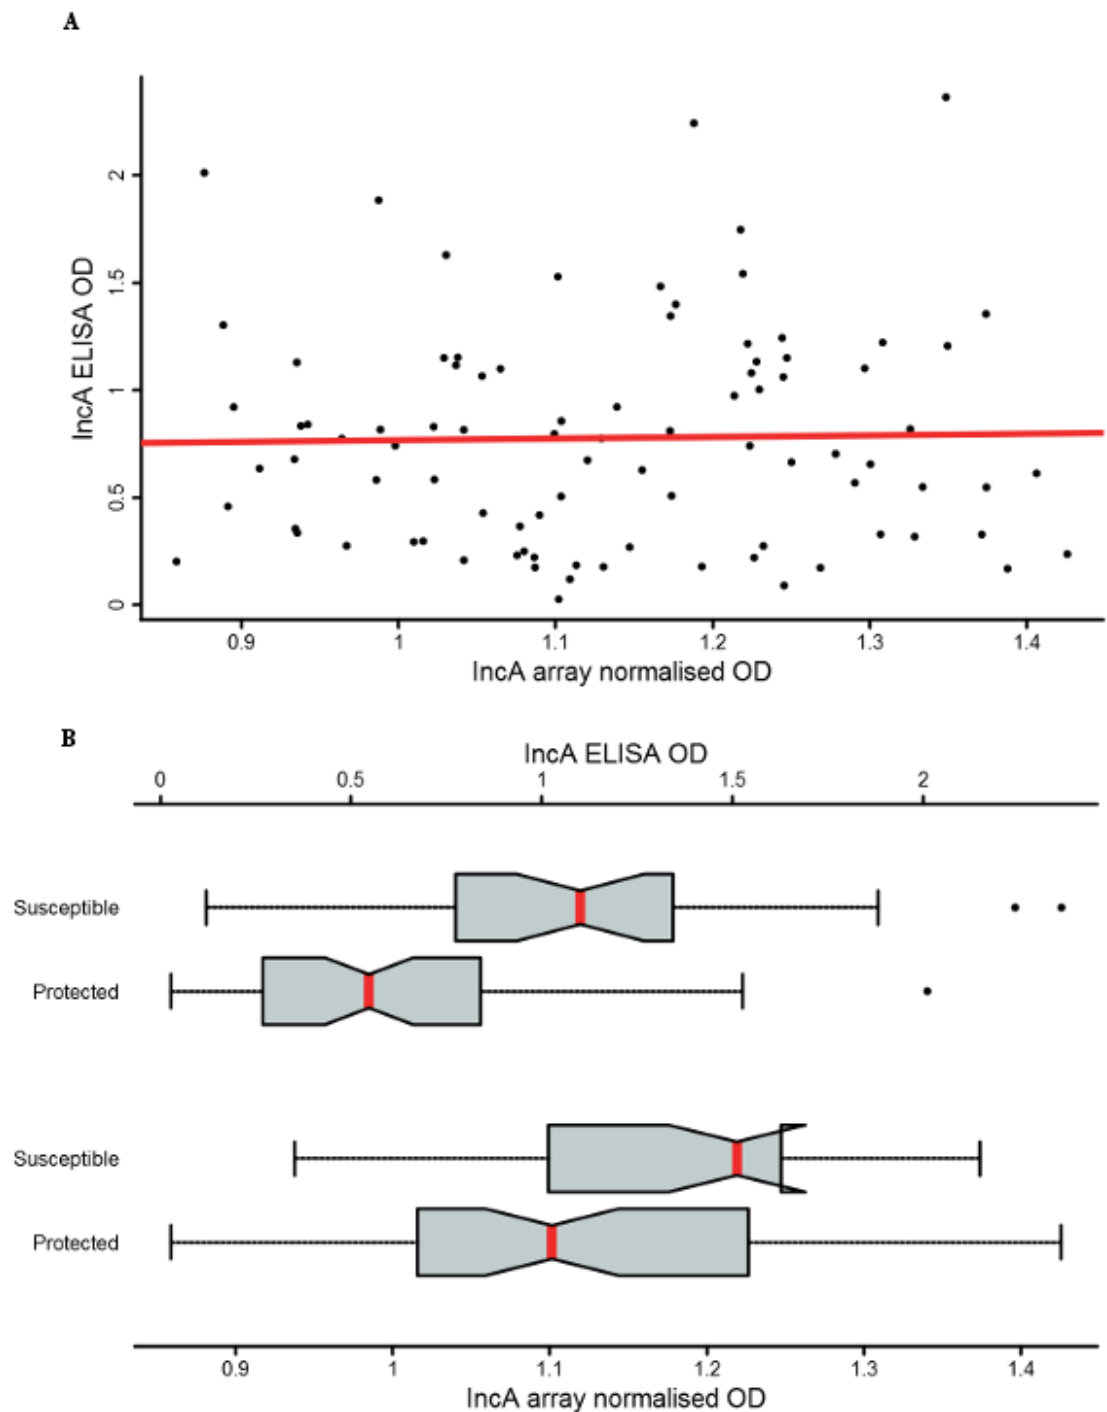 A
IncA ELISA OD
2
1.5
1
0.5
0
0.9 1 1.1 1.2 1.3 1.4
IncA array normalised OD
B
IncA ELISA OD
0 0.5 1 1.5 2
Susceptible
Protected
Susceptible
Protected
0.9 1 1.1 1.2 1.3 1.4
IncA array normalised OD